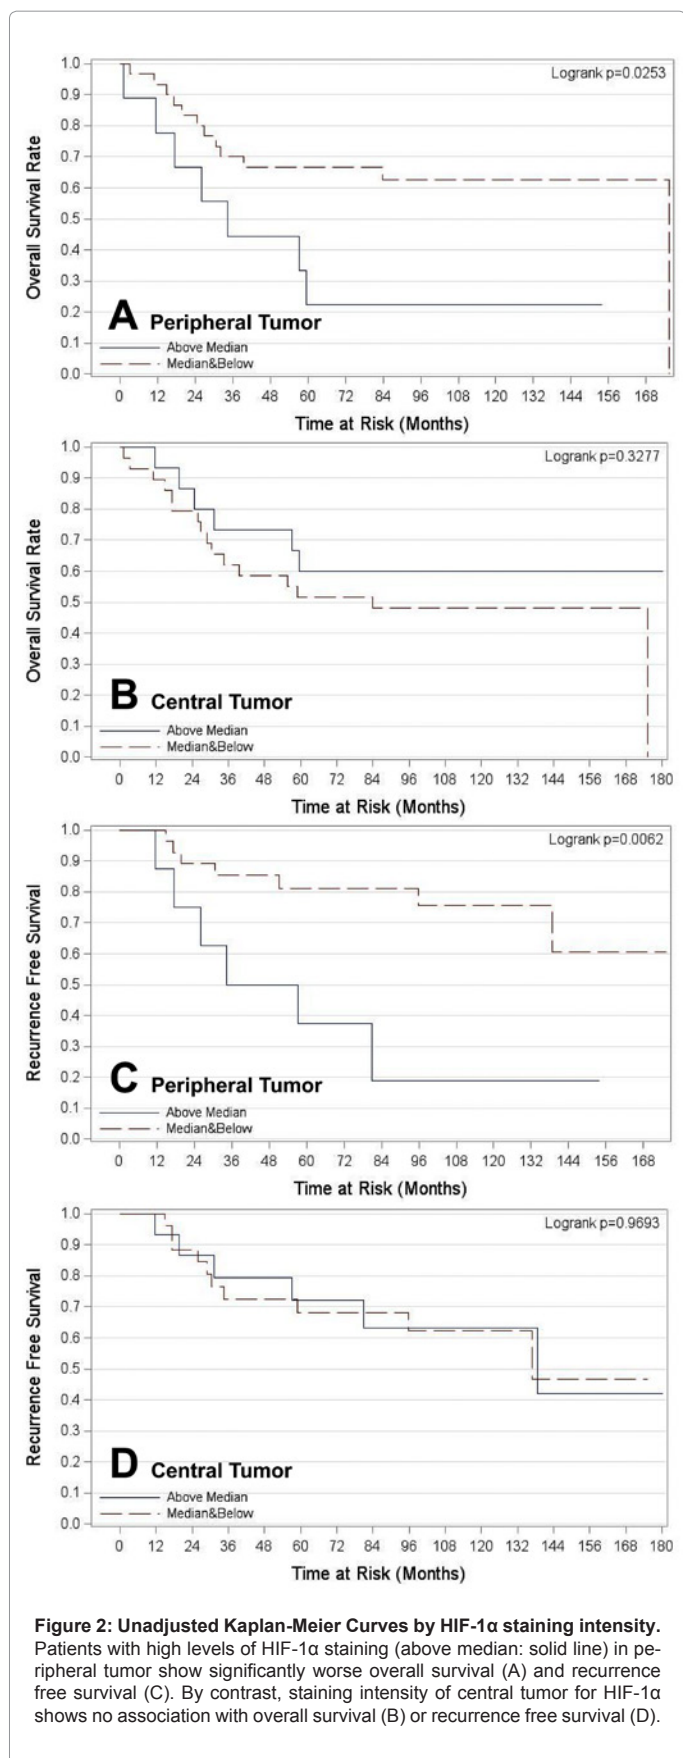 Logrank p=0.0253
Overall Survival Rate
1.0
0.9
0.8
0.7
0.6
0.5
0.4
0.3
0.2
0.1
0.0
A Peripheral Tumor
Above Median
Median&Below
0 12 24 36 48 60 72 84 96 108 120 132 144 156 168
Time at Risk (Months)
Logrank p=0.3277
Overall Survival Rate
1.0
0.9
0.8
0.7
0.6
0.5
0.4
0.3
0.2
0.1
0.0
B Central Tumor
Above Median
Median&Below
0 12 24 36 48 60 72 84 96 108 120 132 144 156 168 180
Time at Risk (Months)
Logrank p=0.0062
Recurrence Free Survival
1.0
0.9
0.8
0.7
0.6
0.5
0.4
0.3
0.2
0.1
0.0
C Peripheral Tumor
Above Median
Median&Below
0 12 24 36 48 60 72 84 96 108 120 132 144 156 168
Time at Risk (Months)
Logrank p=0.9693
Recurrence Free Survival
1.0
0.9
0.8
0.7
0.6
0.5
0.4
0.3
0.2
0.1
0.0
D Central Tumor
Above Median
Median&Below
0 12 24 36 48 60 72 84 96 108 120 132 144 156 168 180
Time at Risk (Months)
Figure 2: Unadjusted Kaplan-Meier Curves by HIF-1α staining intensity.
Patients with high levels of HIF-1α staining (above median: solid line) in pe-
ripheral tumor show significantly worse overall survival (A) and recurrence
free survival (C). By contrast, staining intensity of central tumor for HIF-1α
shows no association with overall survival (B) or recurrence free survival (D).